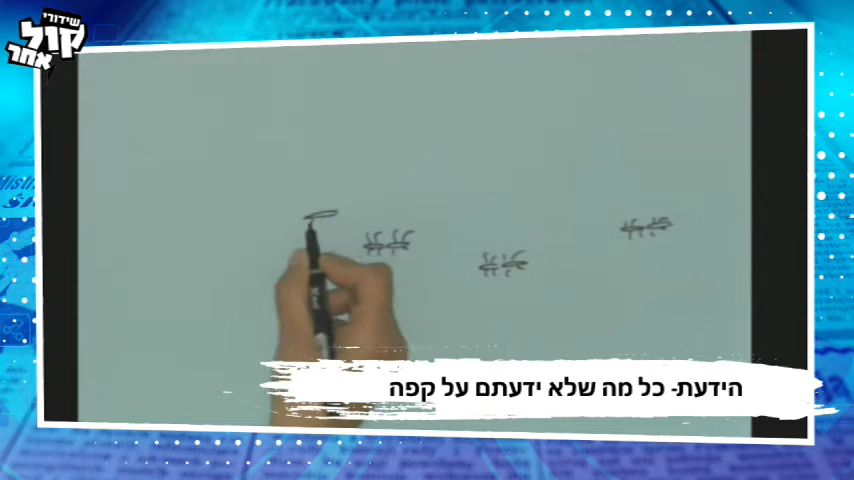 שידורי
קול
אחר
הידעת- כל מה שלא ידעתם על קפה